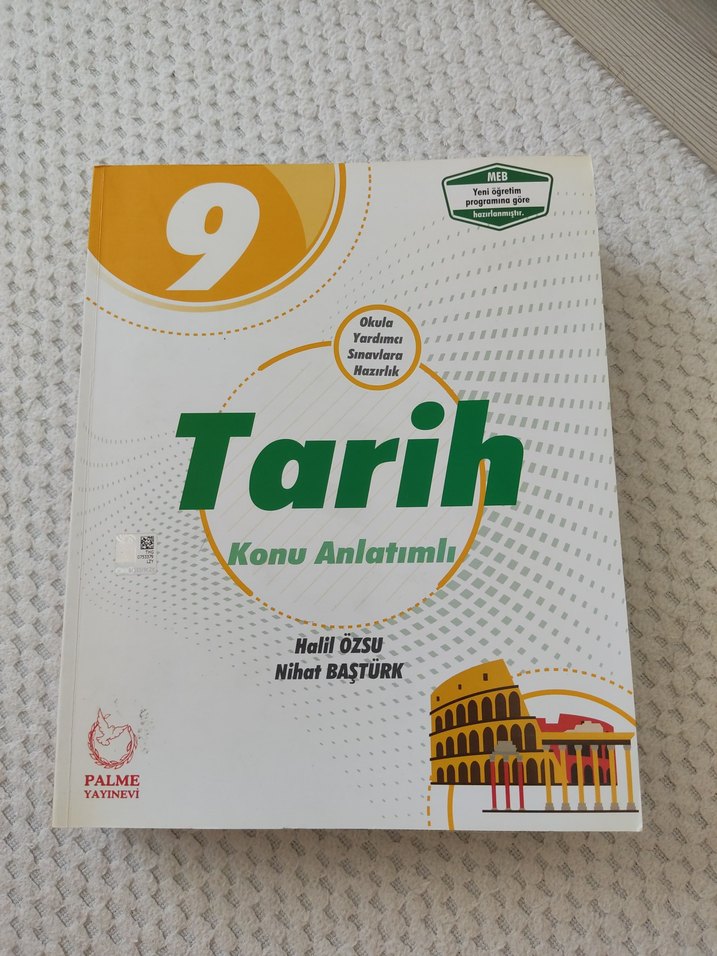 9
MEB
Yeni öğretim
programına göre
hazırlanmıştır.
Okula
Yardımcı
Sınavlara
Hazırlık
Tarih
Konu Anlatımlı
Halil ÖZSU
Nihat BAŞTÜRK
PALME
YAYINEVİ